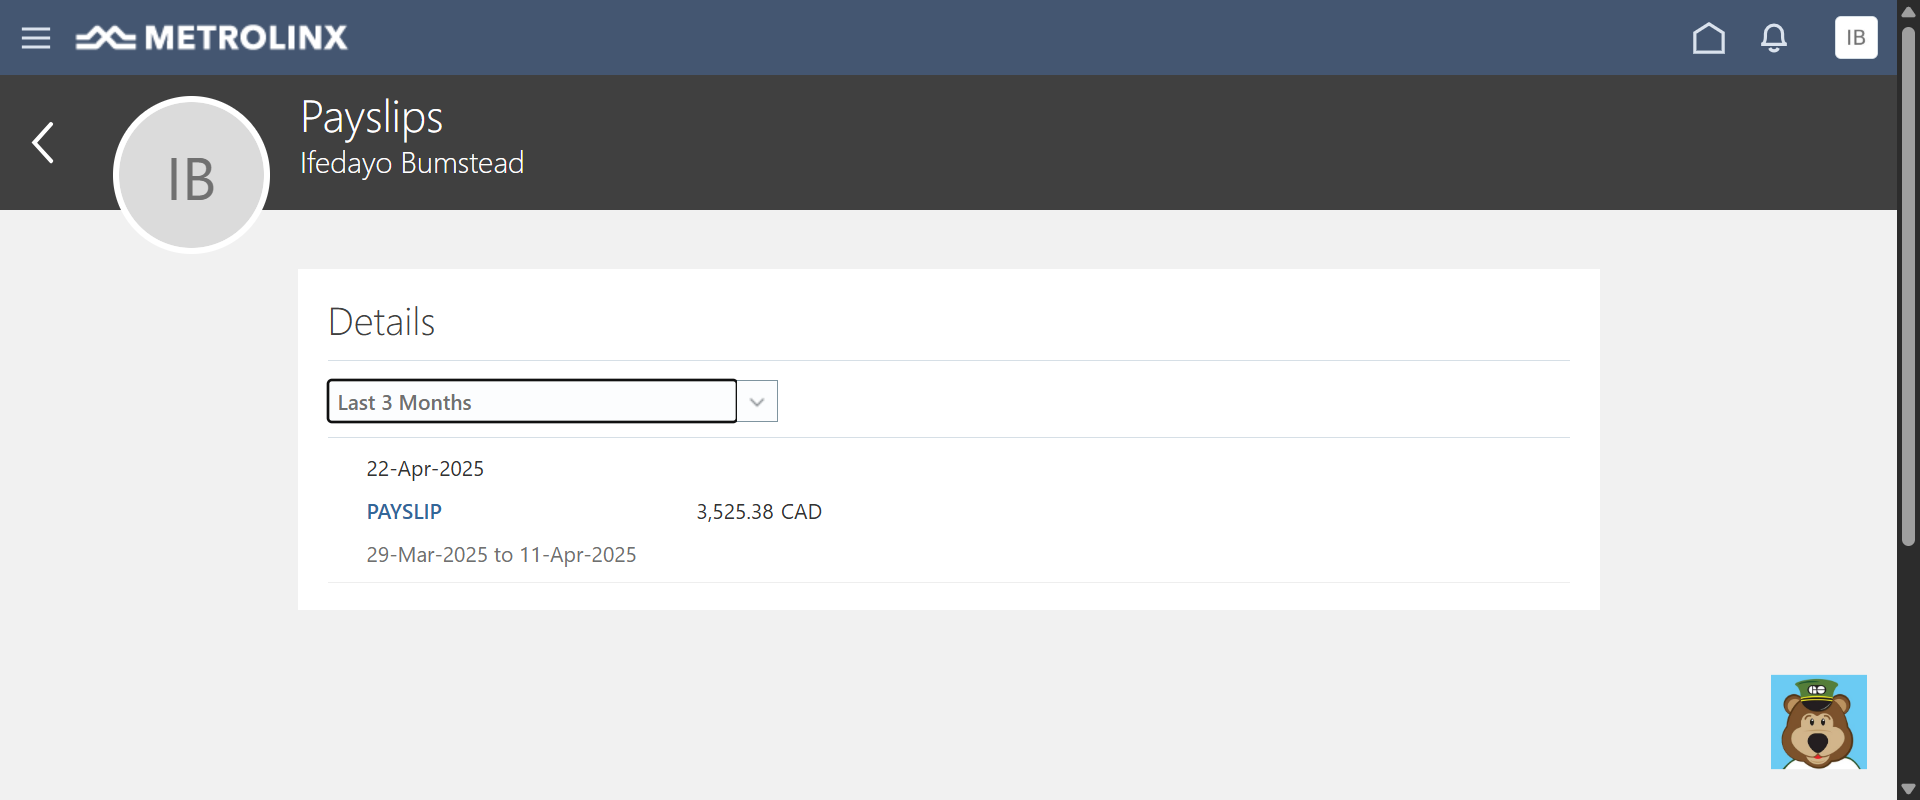 METROLINX
IB
Payslips
Ifedayo Bumstead
IB
Details
Last 3 Months
22-Apr-2025
PAYSLIP 3,525.38 CAD
29-Mar-2025 to 11-Apr-2025
GO